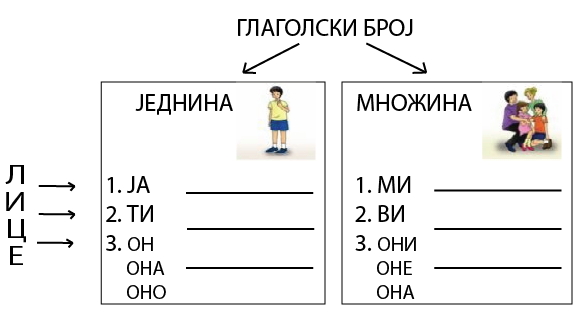 ГЛАГОЛСКИ БРОЈ
ЈЕДНИНА
1. ЈА
2. ТИ
3. ОН
ОНА
ОНО
МНОЖИНА
1. МИ
2. ВИ
3. ОНИ
ОНЕ
ОНА
ЛИЦЕ